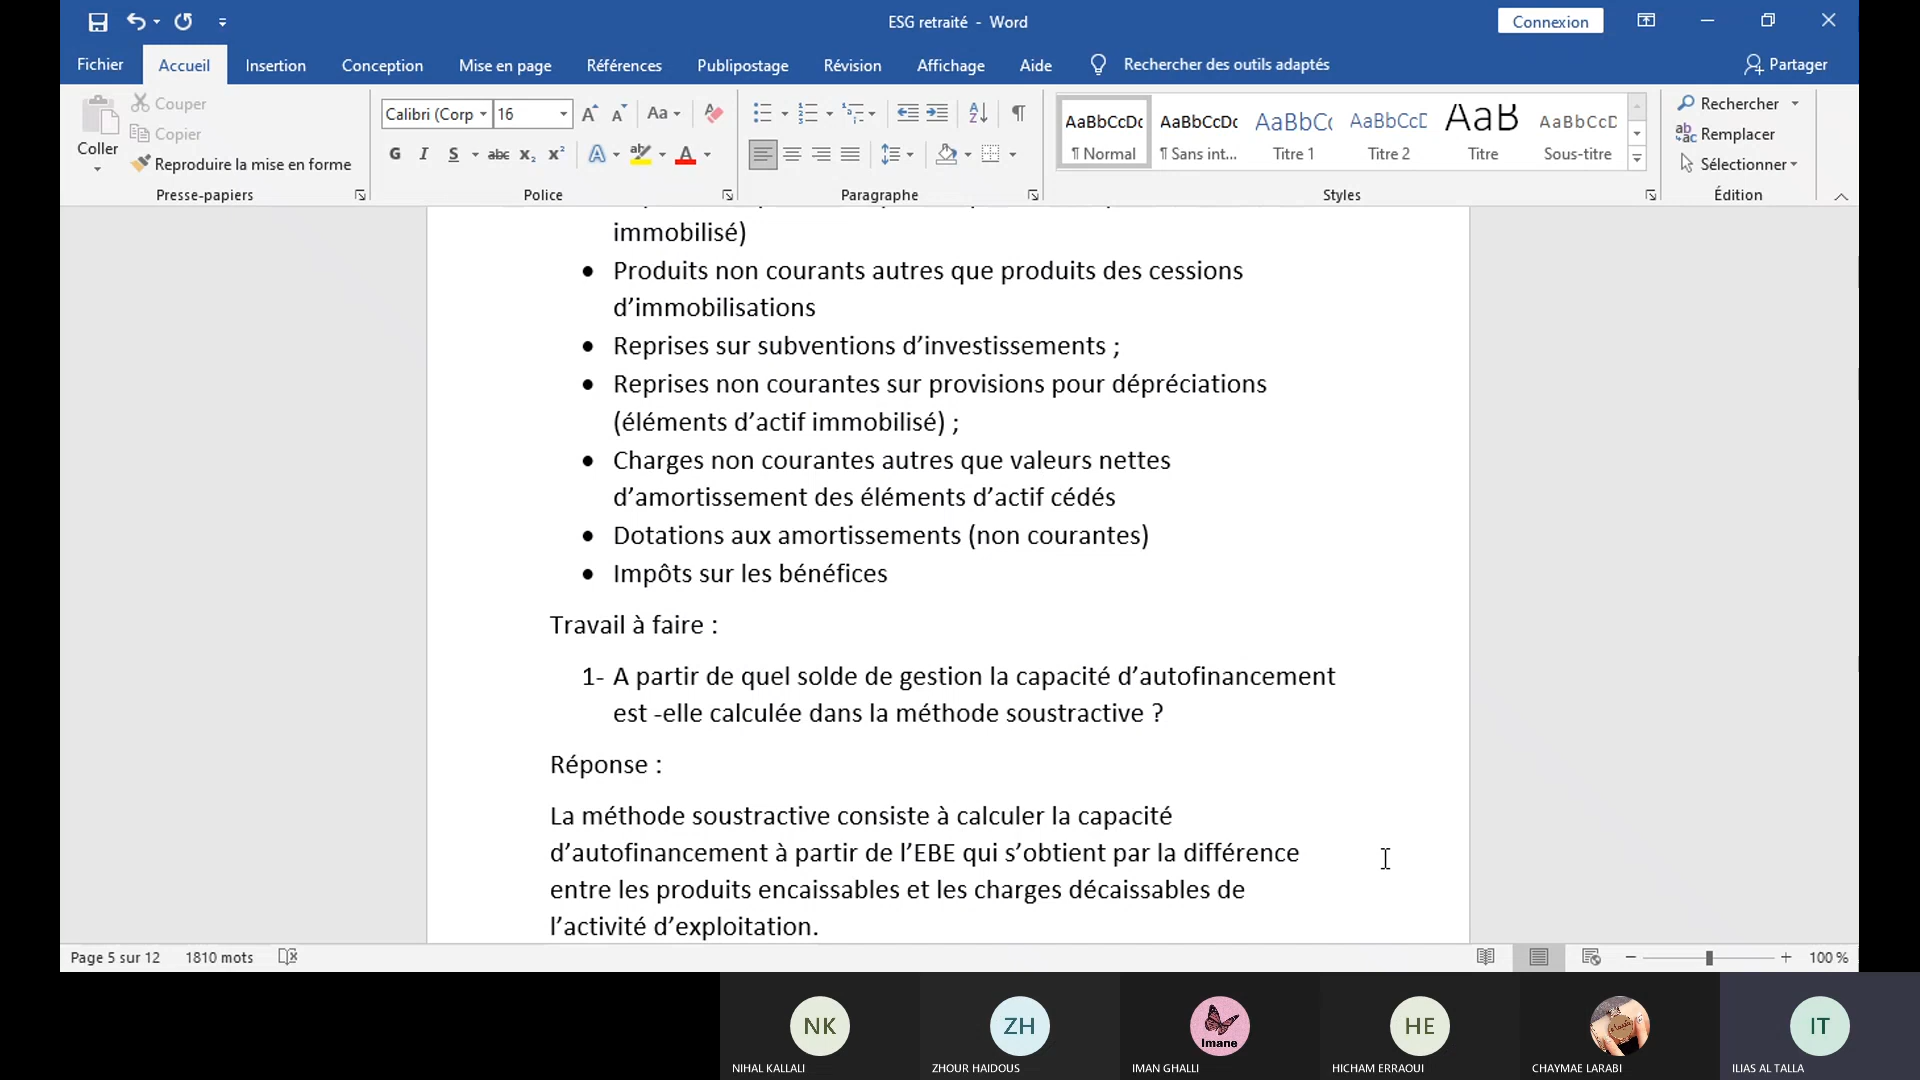 ESG retraité - Word
Connexion
Fichier
Accueil
Insertion
Conception
Mise en page
Références
Publipostage
Révision
Affichage
Aide
Rechercher des outils adaptés
Partager
Coller
Couper
Copier
Reproduire la mise en forme
Presse-papiers
Calibri (Corp
16
Aa
G I S abc x₂ x²
Police
Paragraphe
AaBbCcDc
¶ Normal
AaBbCcDc
¶ Sans int...
AaBbCc
Titre 1
AaBbCcD
Titre 2
AaB
Titre
AaBbCcD
Sous-titre
Styles
Rechercher
Remplacer
Sélectionner
Édition
immobilisé)
• Produits non courants autres que produits des cessions
d’immobilisations
• Reprises sur subventions d’investissements ;
• Reprises non courantes sur provisions pour dépréciations
(éléments d’actif immobilisé) ;
• Charges non courantes autres que valeurs nettes
d’amortissement des éléments d’actif cédés
• Dotations aux amortissements (non courantes)
• Impôts sur les bénéfices
Travail à faire :
1- A partir de quel solde de gestion la capacité d’autofinancement
est -elle calculée dans la méthode soustractive ?
Réponse :
La méthode soustractive consiste à calculer la capacité
d’autofinancement à partir de l’EBE qui s’obtient par la différence
entre les produits encaissables et les charges décaissables de
l’activité d’exploitation.
Page 5 sur 12
1810 mots
100 %
NK
NIHAL KALLALI
ZH
ZHOUR HAIDOUS
Imane
IMAN GHALLI
HE
HICHAM ERRAOUI
CHAYMAE LARABI
IT
ILIAS AL TALLA